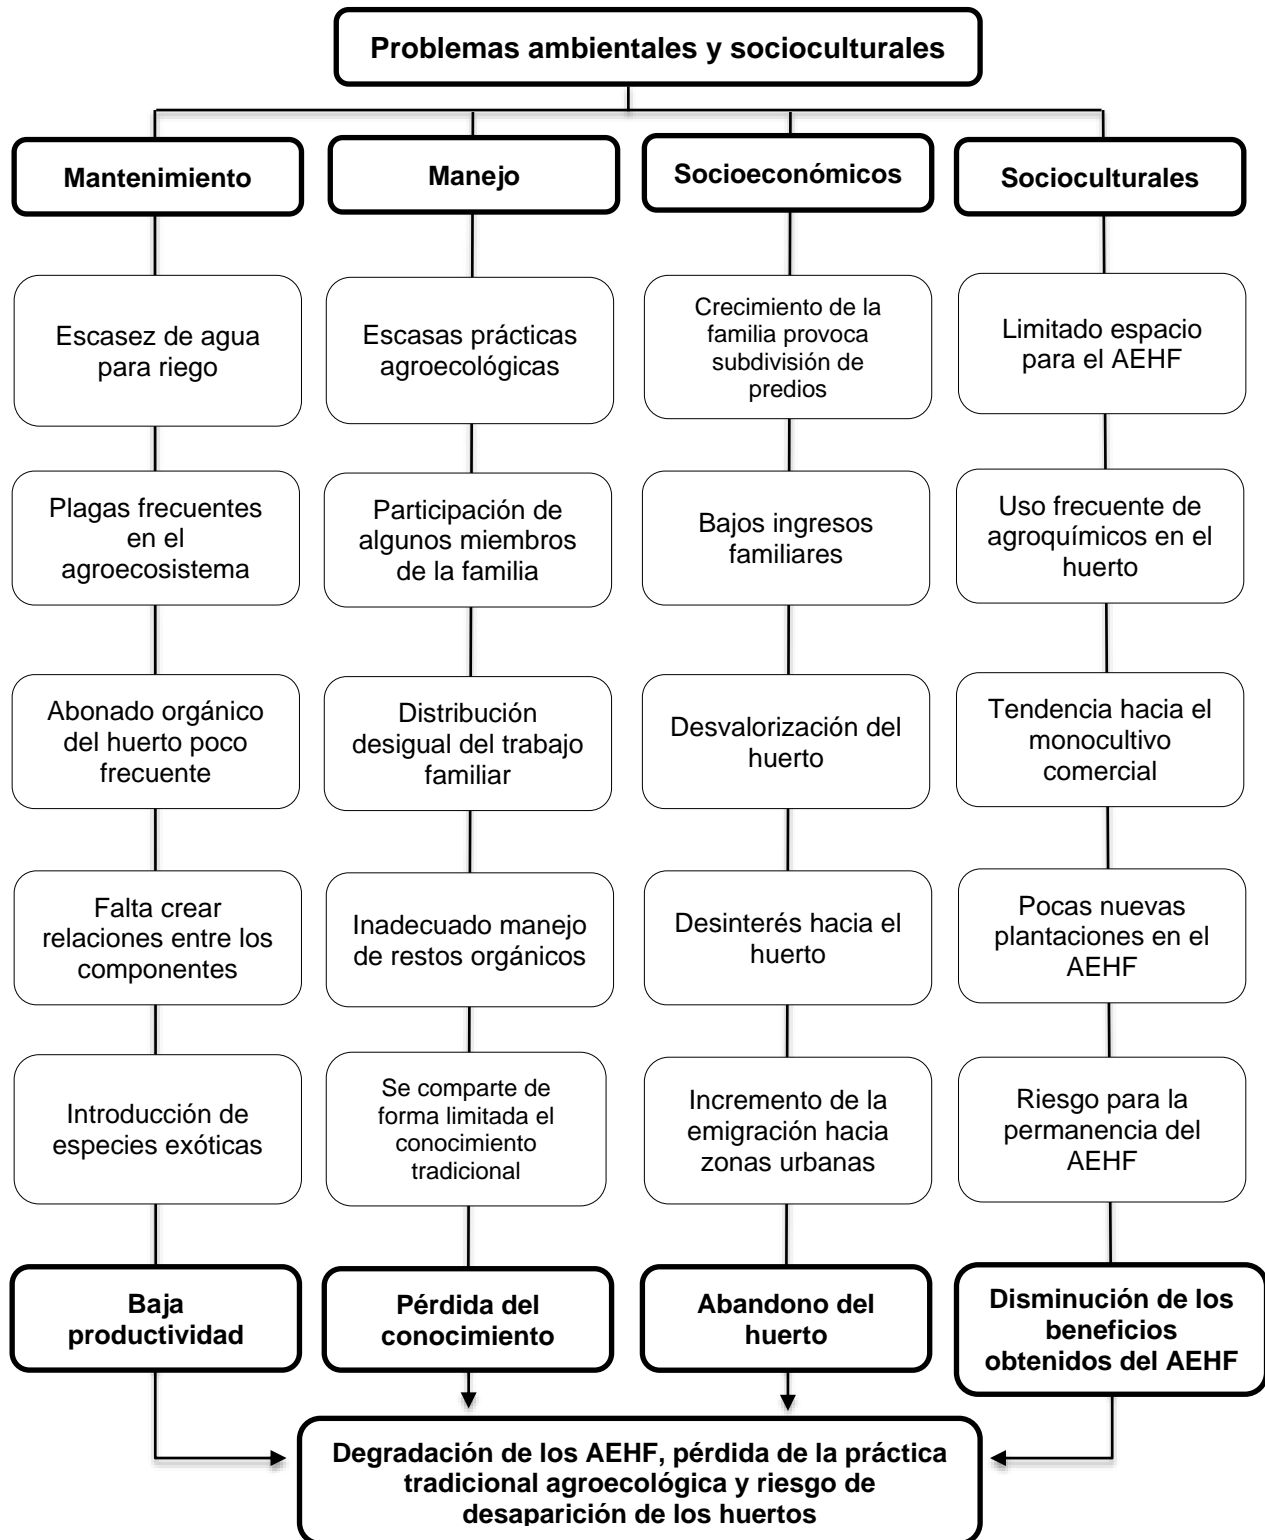 Problemas ambientales y socioculturales
Mantenimiento
Manejo
Socioeconómicos
Socioculturales
Escasez de agua
para riego
Escasas prácticas
agroecológicas
Crecimiento de la
familia provoca
subdivisión de
predios
Limitado espacio
para el AEHF
Plagas frecuentes
en el
agroecosistema
Participación de
algunos miembros
de la familia
Bajos ingresos
familiares
Uso frecuente de
agroquímicos en el
huerto
Abonado orgánico
del huerto poco
frecuente
Distribución
desigual del trabajo
familiar
Desvalorización del
huerto
Tendencia hacia el
monocultivo
comercial
Falta crear
relaciones entre los
componentes
Inadecuado manejo
de restos orgánicos
Desinterés hacia el
huerto
Pocas nuevas
plantaciones en el
AEHF
Introducción de
especies exóticas
Se comparte de
forma limitada el
conocimiento
tradicional
Incremento de la
emigración hacia
zonas urbanas
Riesgo para la
permanencia del
AEHF
Baja
productividad
Pérdida del
conocimiento
Abandono del
huerto
Disminución de los
beneficios
obtenidos del AEHF
Degradación de los AEHF, pérdida de la práctica
tradicional agroecológica y riesgo de
desaparición de los huertos